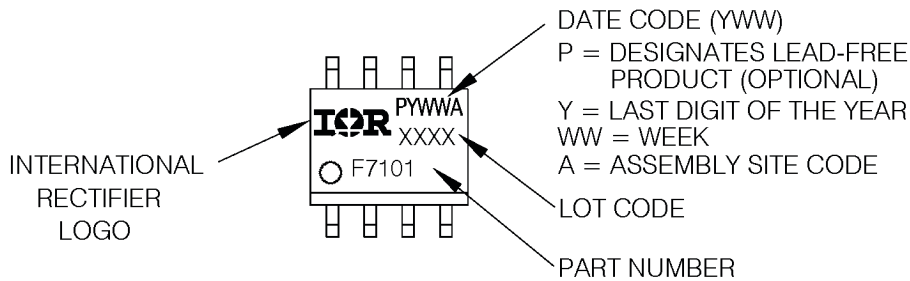 DATE CODE (YWW)
P = DESIGNATES LEAD-FREE
PRODUCT (OPTIONAL)
Y = LAST DIGIT OF THE YEAR
WW = WEEK
A = ASSEMBLY SITE CODE
LOT CODE
PART NUMBER
INTERNATIONAL
RECTIFIER
LOGO
IOR
PYWWA
XXXX
F7101